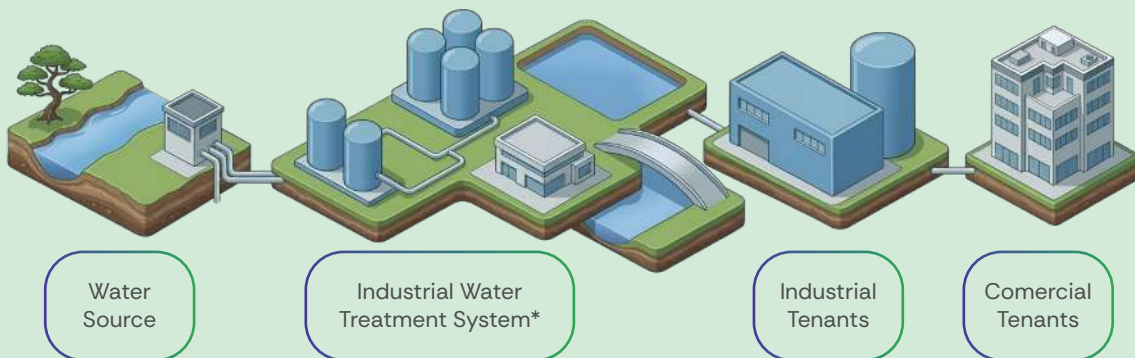 Water
Source
Industrial Water
Treatment System*
Industrial
Tenants
Comercial
Tenants